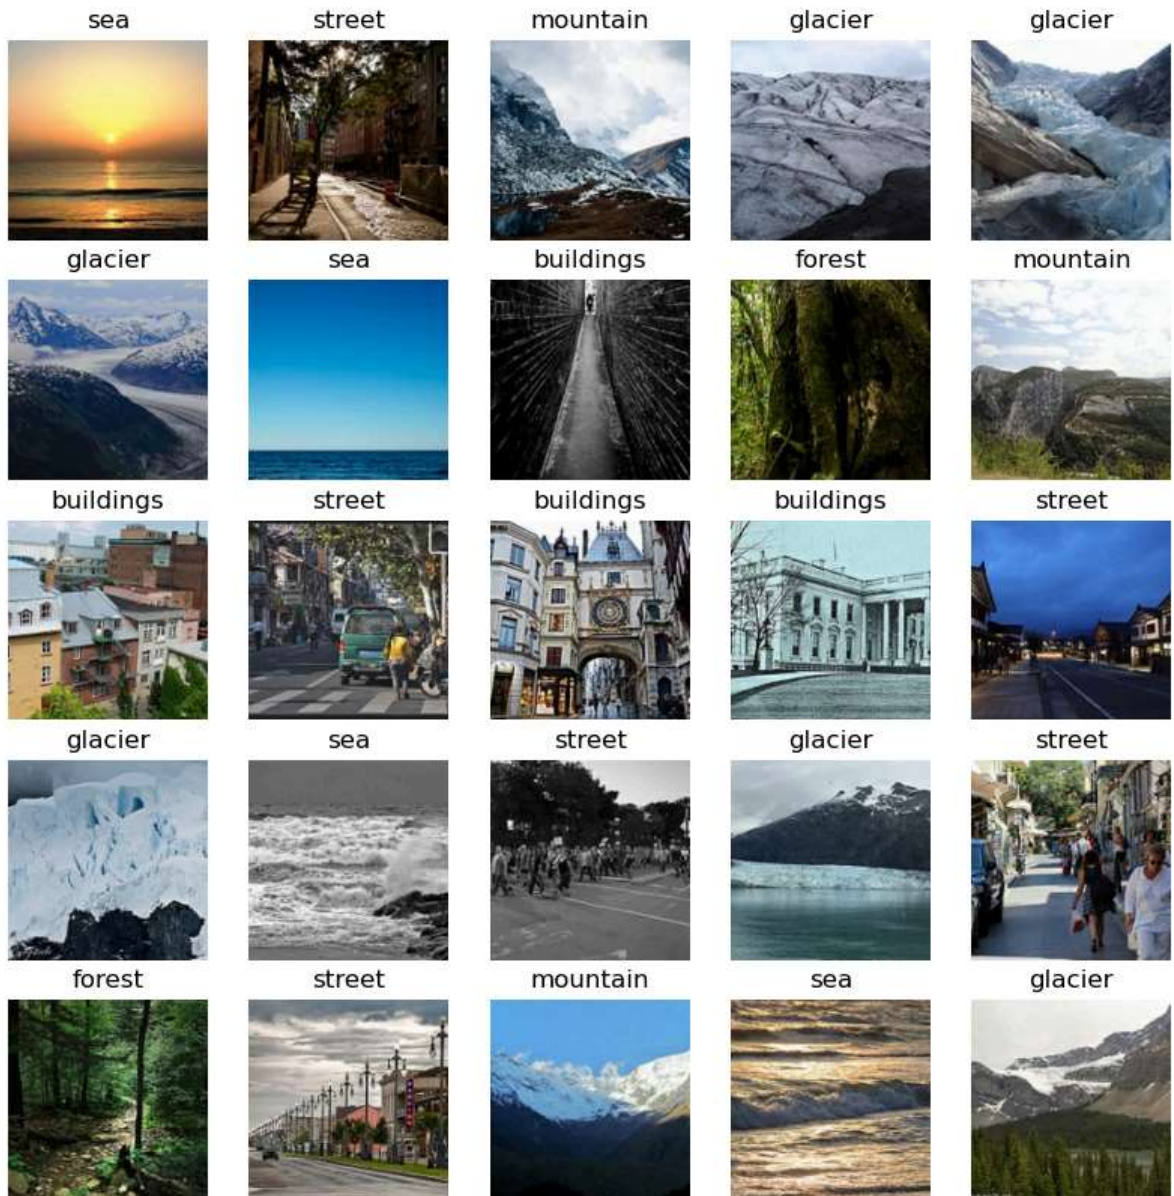 sea street mountain glacier glacier
glacier sea buildings forest mountain
buildings street buildings buildings street
glacier sea street glacier street
forest street mountain sea glacier